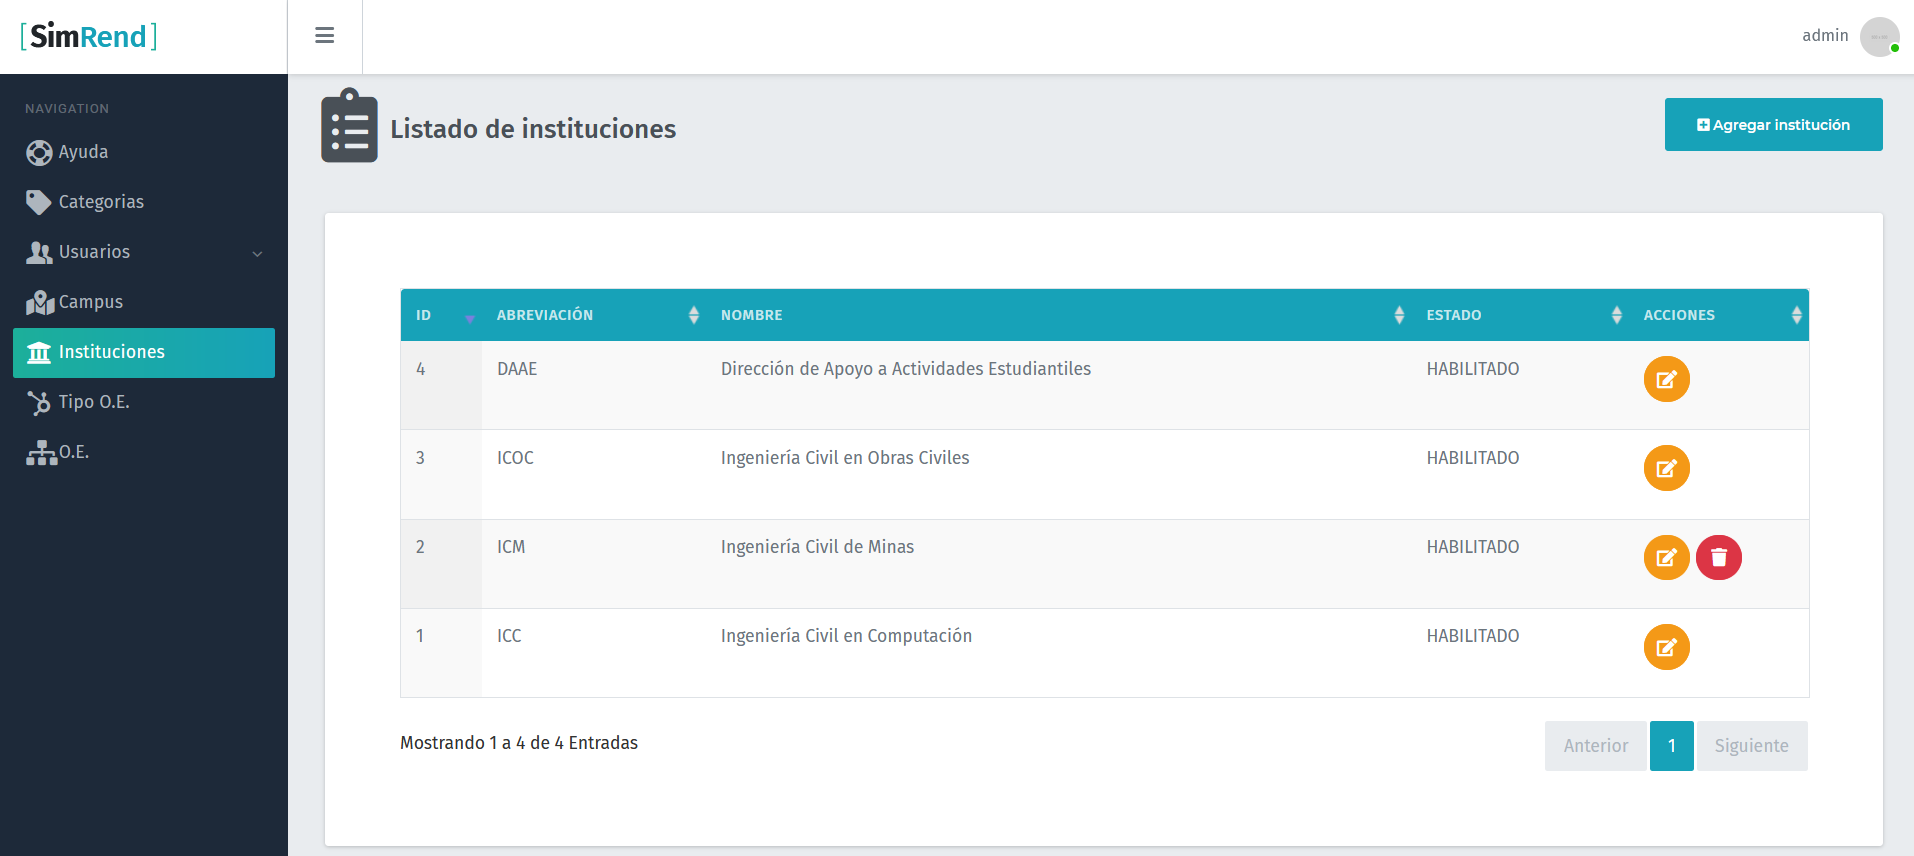 [SimRend]
admin
NAVIGATION
Ayuda
Categorias
Usuarios
Campus
Instituciones
Tipo O.E.
O.E.
Listado de instituciones
Agregar institución
ID ABREVIACIÓN NOMBRE ESTADO ACCIONES
4 DAAE Dirección de Apoyo a Actividades Estudiantiles HABILITADO
3 ICOC Ingeniería Civil en Obras Civiles HABILITADO
2 ICM Ingeniería Civil de Minas HABILITADO
1 ICC Ingeniería Civil en Computación HABILITADO
Mostrando 1 a 4 de 4 Entradas
Anterior 1 Siguiente